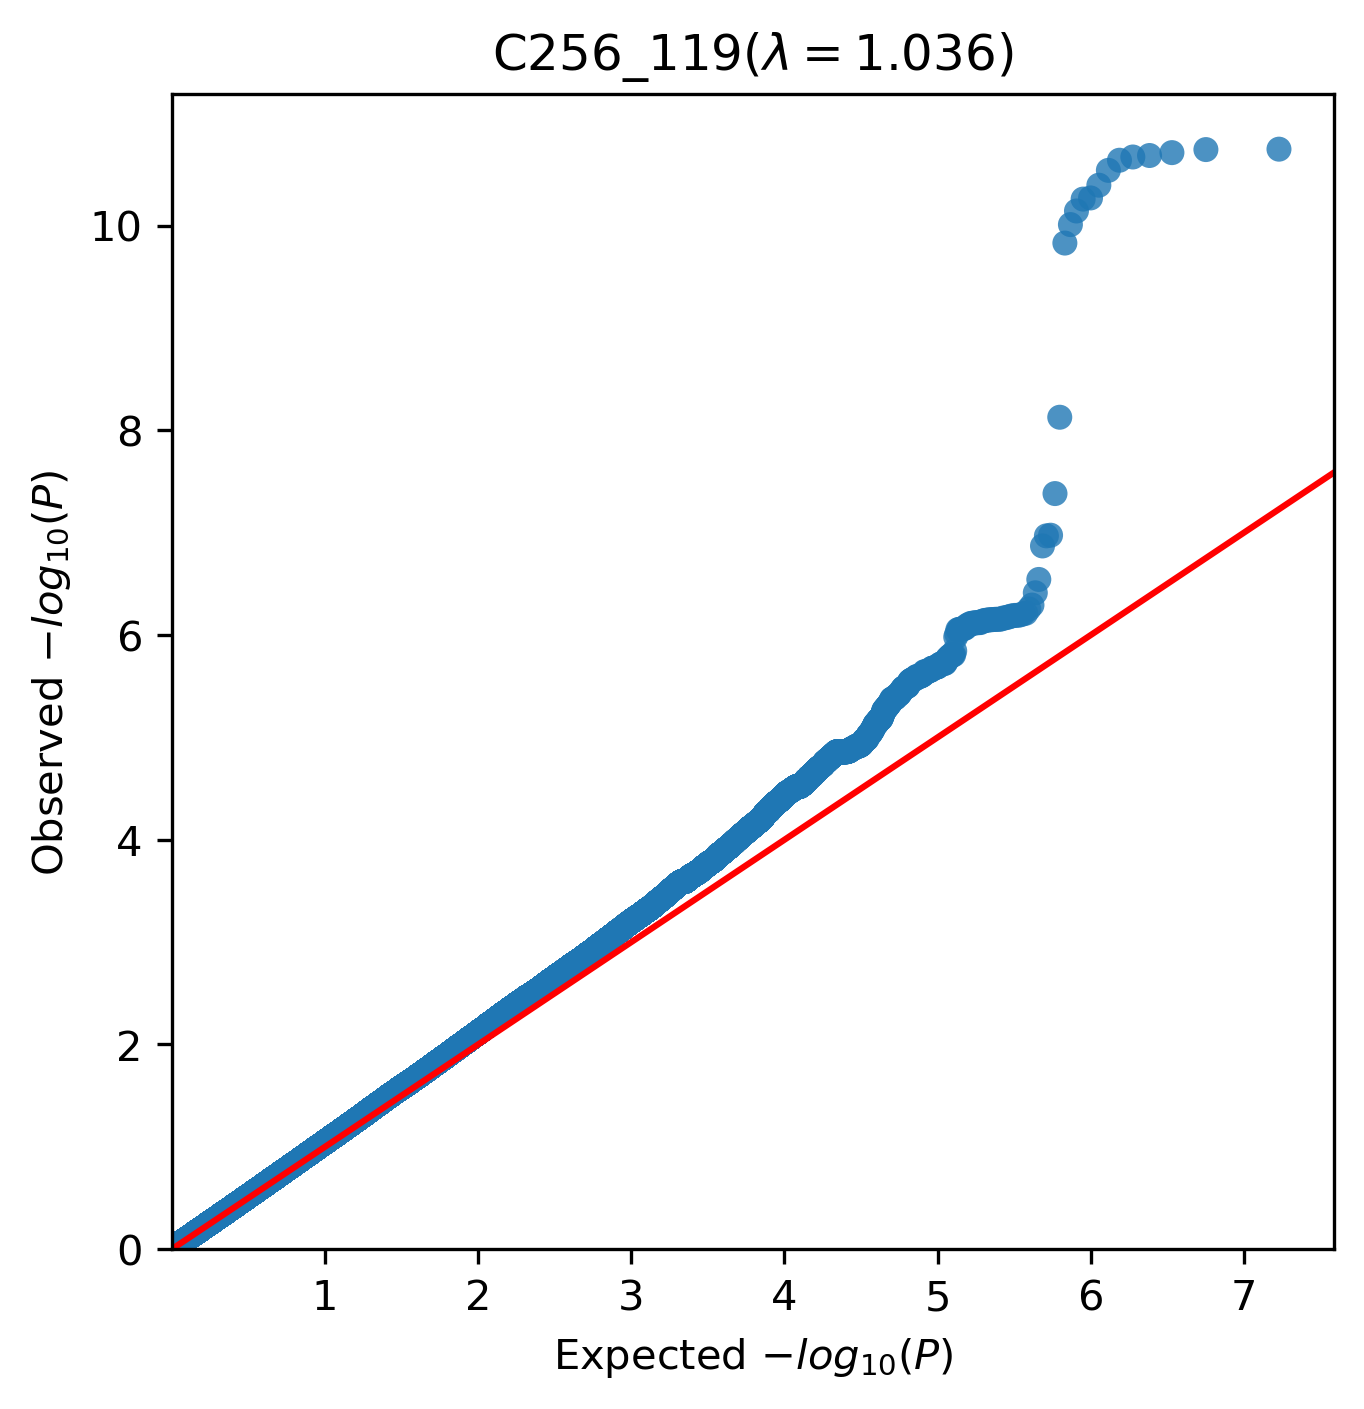 C256_119(λ = 1.036)
Observed −log₁₀(P)
10
8
6
4
2
0
1 2 3 4 5 6 7
Expected −log₁₀(P)